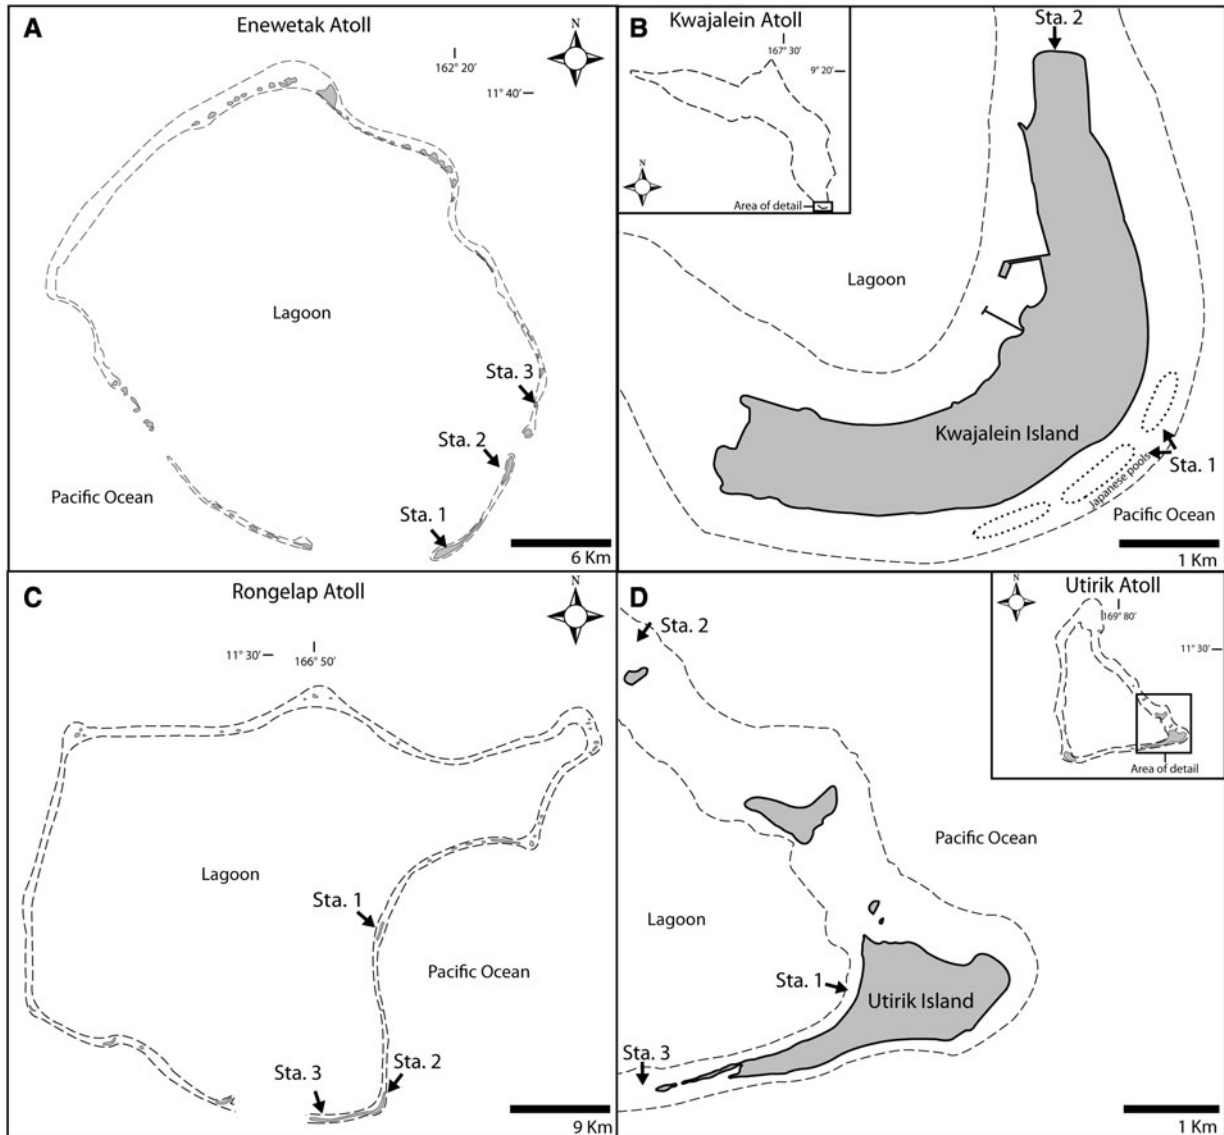 A
Enewetak Atoll
N
162° 20′
11° 40′
Lagoon
Sta. 3
Sta. 2
Pacific Ocean
Sta. 1
6 Km
B
Kwajalein Atoll
167° 30′
9° 20′
N
Area of detail
Sta. 2
Lagoon
Kwajalein Island
Japanese pools
Sta. 1
Pacific Ocean
1 Km
C
Rongelap Atoll
N
11° 30′
166° 50′
Lagoon
Sta. 1
Pacific Ocean
Sta. 3
Sta. 2
9 Km
D
Sta. 2
N
Utirik Atoll
169° 80′
11° 30′
Area of detail
Pacific Ocean
Lagoon
Sta. 1
Utirik Island
Sta. 3
1 Km